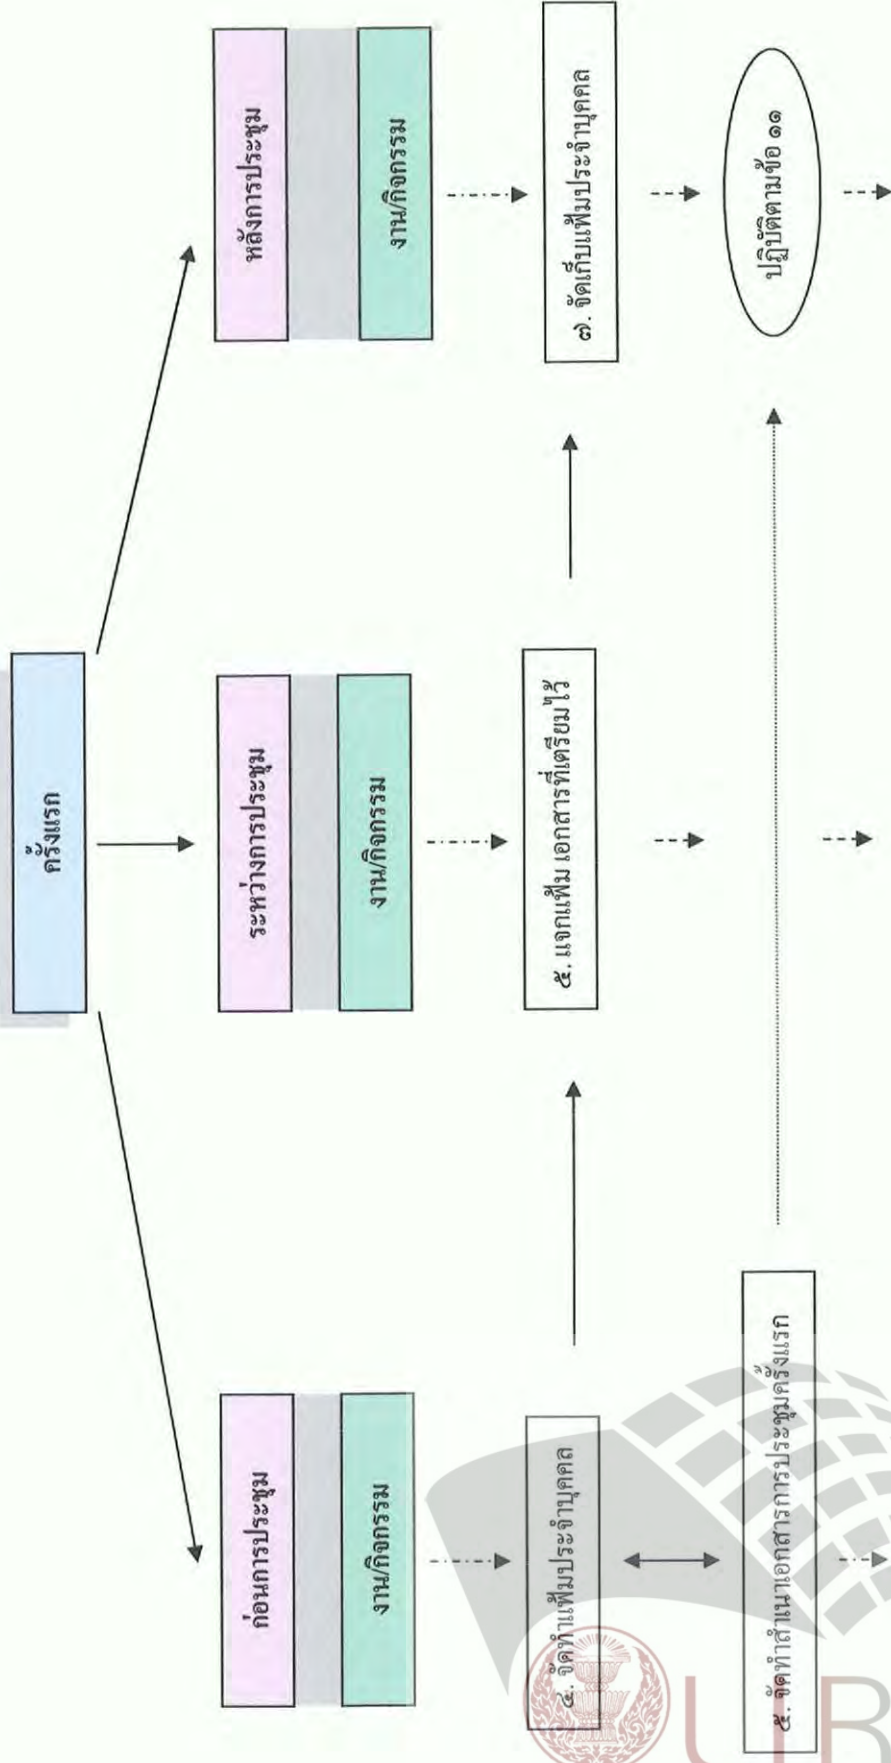 ครั้งแรก
ก่อนการประชุม
ระหว่างการประชุม
หลังการประชุม
งาน/กิจกรรม
งาน/กิจกรรม
งาน/กิจกรรม
๔. จัดทำแฟ้มประจำบุคคล
๕. แจกแฟ้ม เอกสารที่เตรียมไว้
๗. จัดเก็บแฟ้มประจำบุคคล
๕. จัดทำสำเนาเอกสารการประชุมครั้งแรก
ปฏิบัติตามข้อ ๑๑